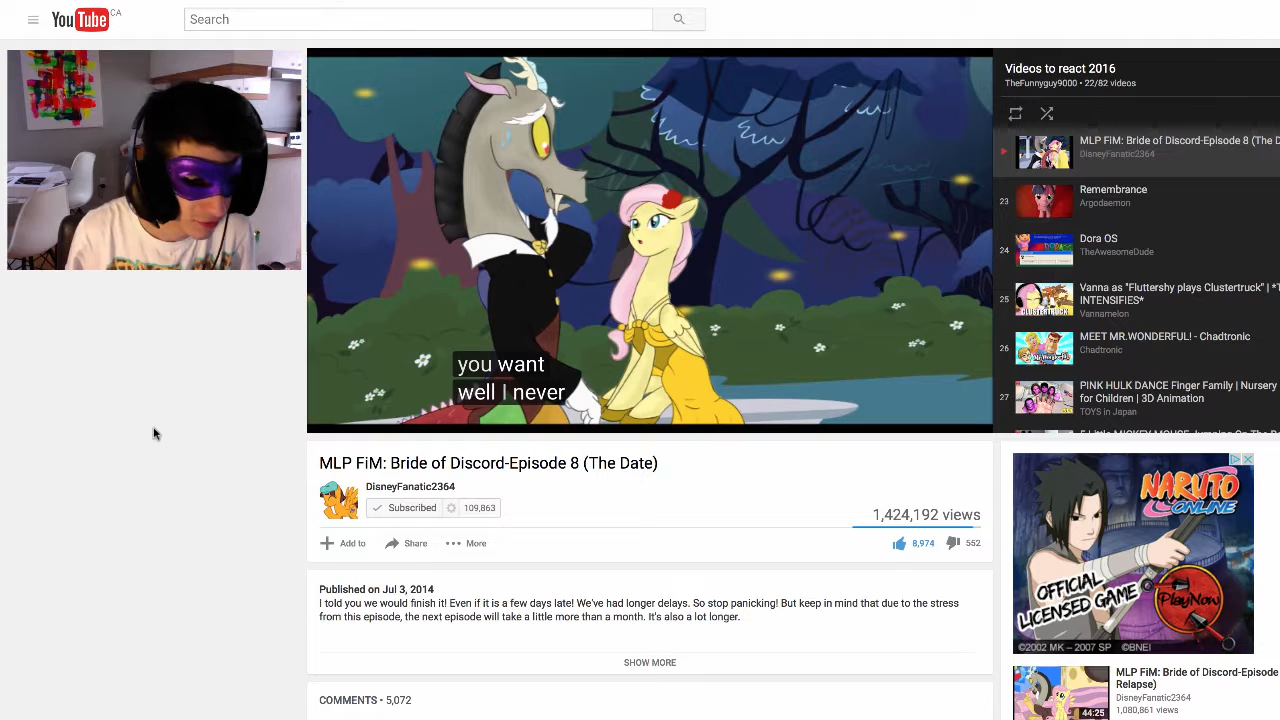 YouTube CA
Search
you want
well I never
Videos to react 2016
TheFunnyguy9000 • 22/82 videos
MLP FiM: Bride of Discord-Episode 8 (The D
DisneyFanatic2364
23
Remembrance
Argodaemon
24
Dora OS
TheAwesomeDude
25
Vanna as "Fluttershy plays Clustertruck" | *T
INTENSIFIES*
Vannamelon
CLUSTERTRUCK
26
MEET MR.WONDERFUL! - Chadtronic
Chadtronic
27
PINK HULK DANCE Finger Family | Nursery
for Children | 3D Animation
TOYS in Japan
MLP FiM: Bride of Discord-Episode 8 (The Date)
DisneyFanatic2364
Subscribed 109,863
1,424,192 views
Add to Share More
8,974 552
Published on Jul 3, 2014
I told you we would finish it! Even if it is a few days late! We've had longer delays. So stop panicking! But keep in mind that due to the stress
from this episode, the next episode will take a little more than a month. It's also a lot longer.
SHOW MORE
COMMENTS • 5,072
NARUTO
ONLINE
OFFICIAL
LICENSED GAME
Play Now
©2002 MK – 2007 SP ©BNEI
MLP FiM: Bride of Discord-Episode
Relapse)
DisneyFanatic2364
1,080,861 views
44:25